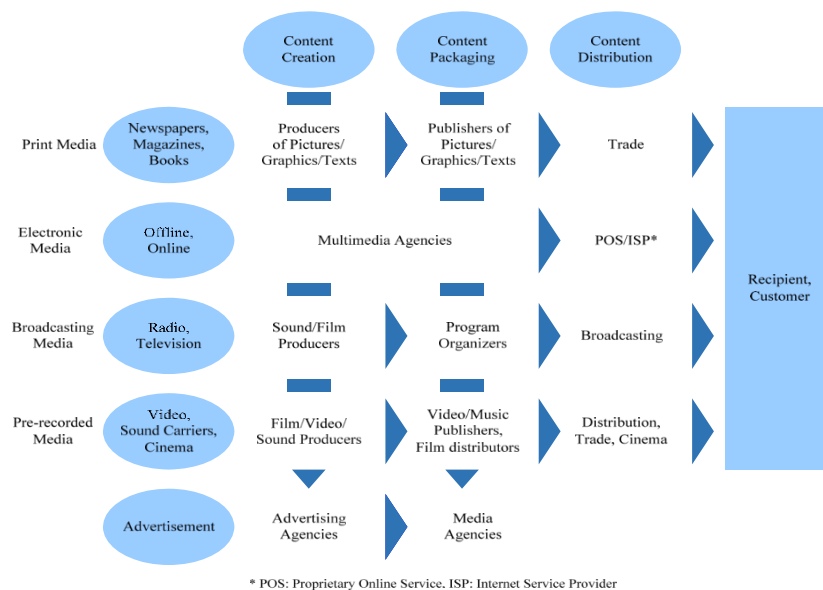 Content
Creation
Content
Packaging
Content
Distribution
Print Media
Newspapers,
Magazines,
Books
Producers
of Pictures/
Graphics/Texts
Publishers of
Pictures/
Graphics/Texts
Trade
Electronic
Media
Offline,
Online
Multimedia Agencies
POS/ISP*
Recipient,
Customer
Broadcasting
Media
Radio,
Television
Sound/Film
Producers
Program
Organizers
Broadcasting
Pre-recorded
Media
Video,
Sound Carriers,
Cinema
Film/Video/
Sound Producers
Video/Music
Publishers,
Film distributors
Distribution,
Trade, Cinema
Advertisement
Advertising
Agencies
Media
Agencies
* POS: Proprietary Online Service, ISP: Internet Service Provider